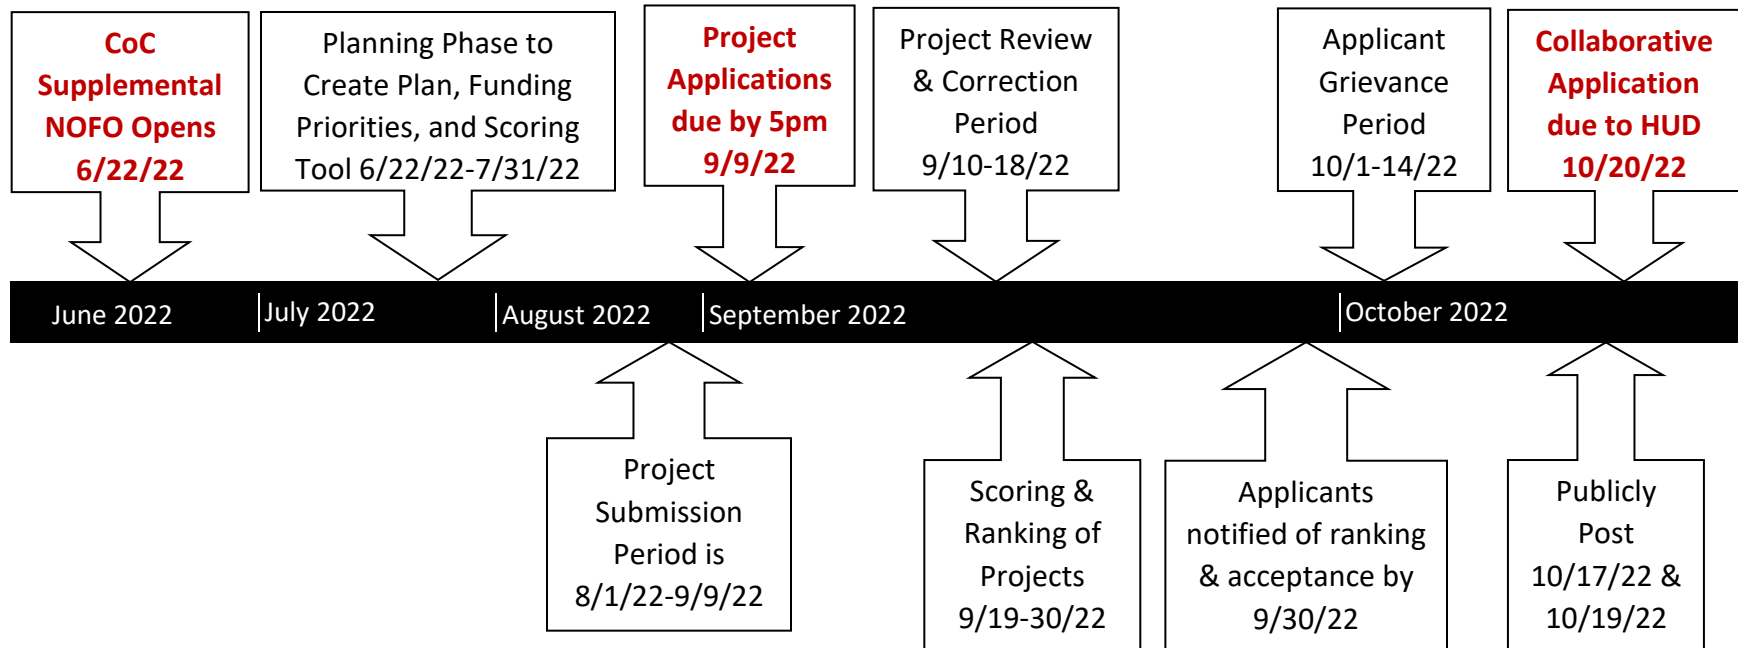 CoC
Supplemental
NOFO Opens
6/22/22
Planning Phase to
Create Plan, Funding
Priorities, and Scoring
Tool 6/22/22-7/31/22
Project
Applications
due by 5pm
9/9/22
Project Review
& Correction
Period
9/10-18/22
Applicant
Grievance
Period
10/1-14/22
Collaborative
Application
due to HUD
10/20/22
June 2022
July 2022
August 2022
September 2022
October 2022
Project
Submission
Period is
8/1/22-9/9/22
Scoring &
Ranking of
Projects
9/19-30/22
Applicants
notified of ranking
& acceptance by
9/30/22
Publicly
Post
10/17/22 &
10/19/22